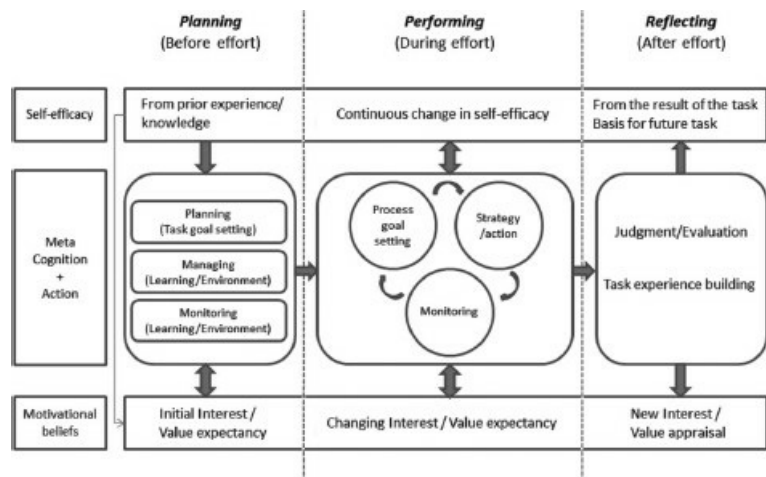 Planning
(Before effort)
Performing
(During effort)
Reflecting
(After effort)
Self-efficacy
From prior experience/
knowledge
Continuous change in self-efficacy
From the result of the task
Basis for future task
Meta
Cognition
+
Action
Planning
(Task goal setting)
Managing
(Learning/Environment)
Monitoring
(Learning/Environment)
Process
goal
setting
Strategy
/action
Monitoring
Judgment/Evaluation
Task experience building
Motivational
beliefs
Initial Interest /
Value expectancy
Changing Interest / Value expectancy
New Interest /
Value appraisal